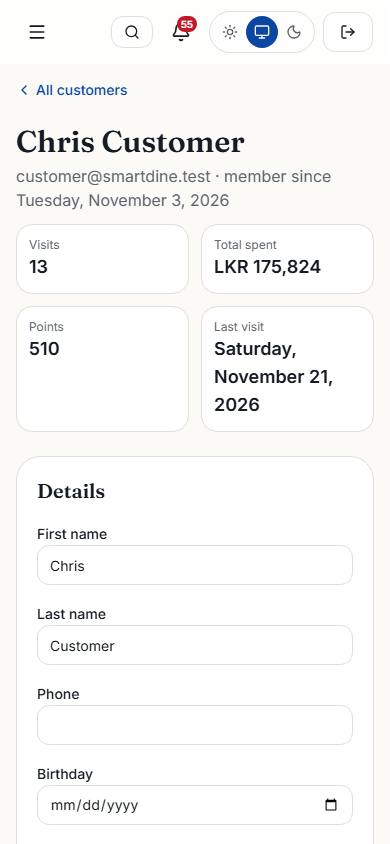 55
All customers
Chris Customer
customer@smartdine.test · member since
Tuesday, November 3, 2026
Visits
13
Total spent
LKR 175,824
Points
510
Last visit
Saturday,
November 21,
2026
Details
First name
Chris
Last name
Customer
Phone
Birthday
mm/dd/yyyy